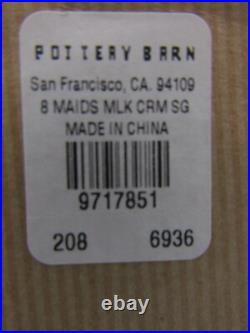 POTTERY BARN
San Francisco, CA. 94109
8 MAIDS MLK CRM SG
MADE IN CHINA
9717851
208 6936